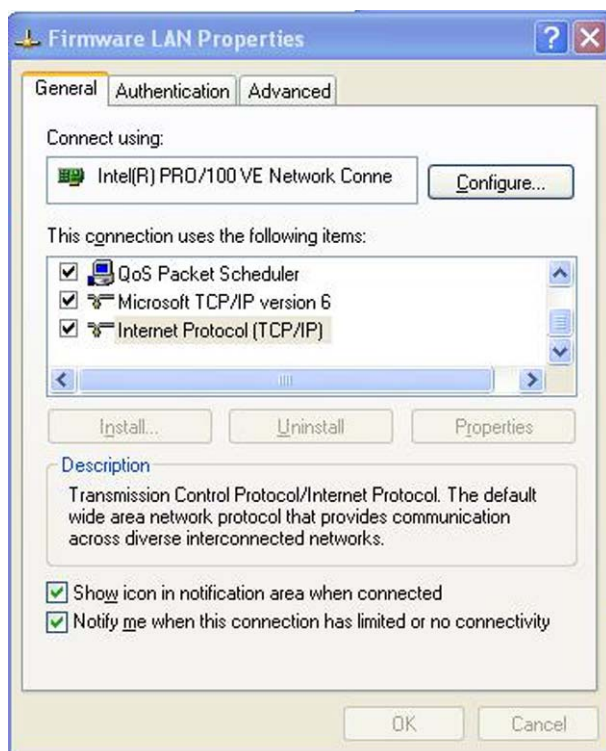 Firmware LAN Properties
General Authentication Advanced
Connect using:
Intel(R) PRO/100 VE Network Conne
Configure...
This connection uses the following items:
QoS Packet Scheduler
Microsoft TCP/IP version 6
Internet Protocol (TCP/IP)
Install... Uninstall Properties
Description
Transmission Control Protocol/Internet Protocol. The default
wide area network protocol that provides communication
across diverse interconnected networks.
Show icon in notification area when connected
Notify me when this connection has limited or no connectivity
OK Cancel